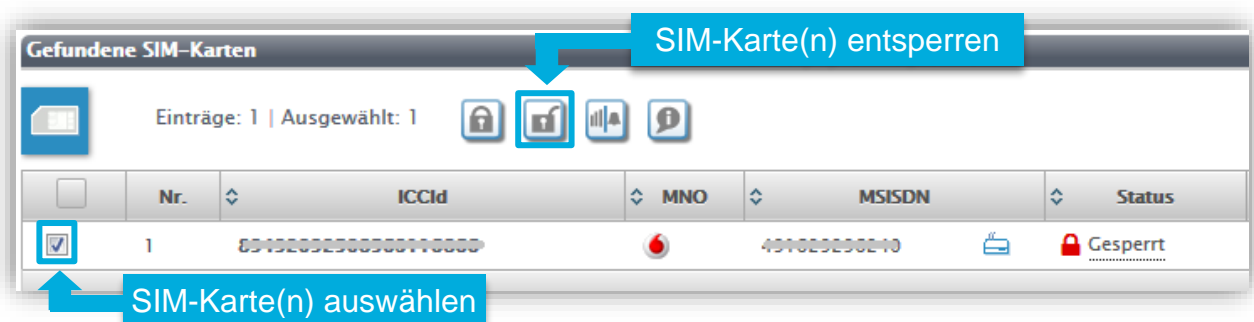 SIM-Karte(n) entsperren
Gefundene SIM-Karten
Einträge: 1 | Ausgewählt: 1
Nr. ICCId MNO MSISDN Status
1 Gesperrt
SIM-Karte(n) auswählen